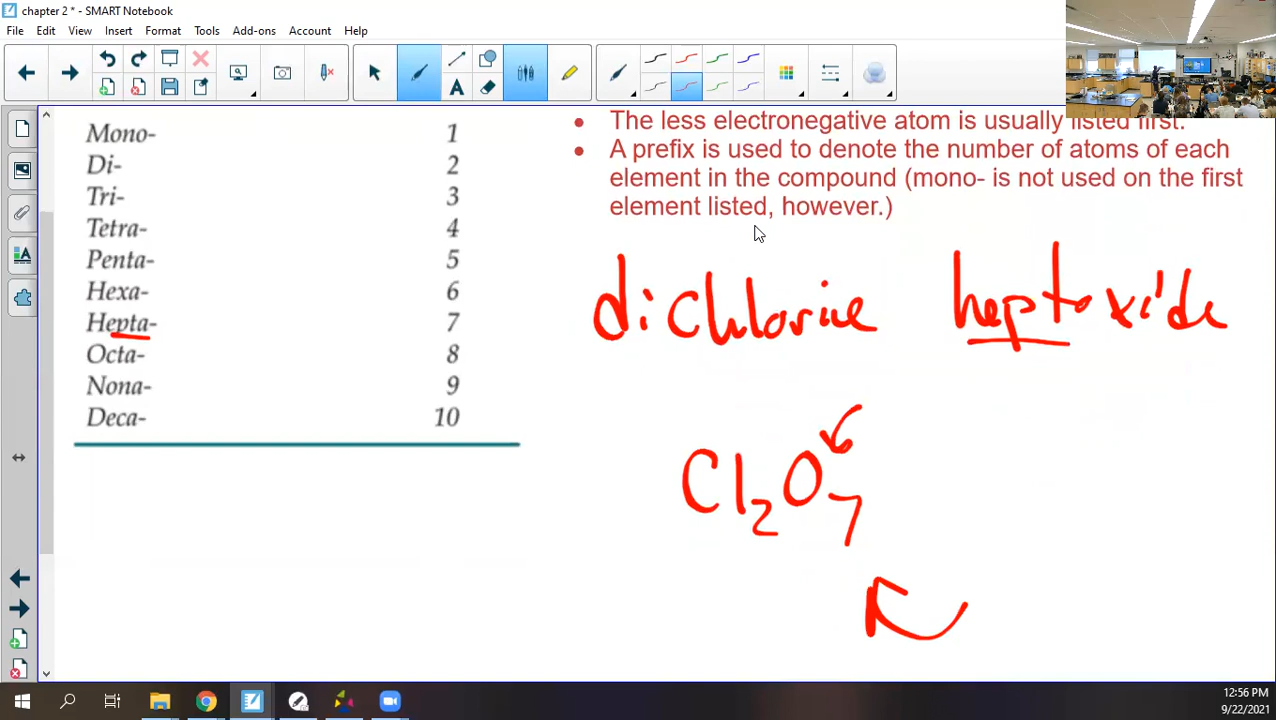 chapter 2 * - SMART Notebook
File Edit View Insert Format Tools Add-ons Account Help
Mono- 1
Di- 2
Tri- 3
Tetra- 4
Penta- 5
Hexa- 6
Hepta- 7
Octa- 8
Nona- 9
Deca- 10
• The less electronegative atom is usually listed first.
• A prefix is used to denote the number of atoms of each
element in the compound (mono- is not used on the first
element listed, however.)
dichlorine heptoxide
Cl2O7
12:56 PM
9/22/2021